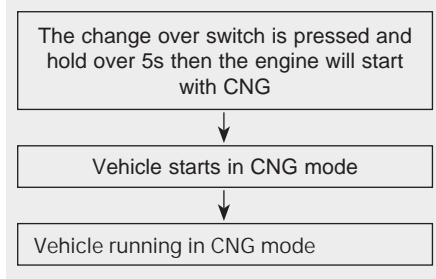 The change over switch is pressed and
hold over 5s then the engine will start
with CNG
Vehicle starts in CNG mode
Vehicle running in CNG mode